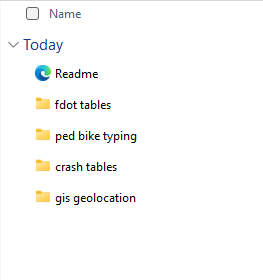 Name
Today
Readme
fdot tables
ped bike typing
crash tables
gis geolocation